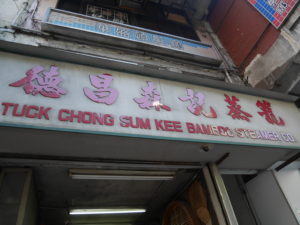 德昌森記蒸籠
TUCK CHONG SUM KEE BAMBOO STEAMER CO.